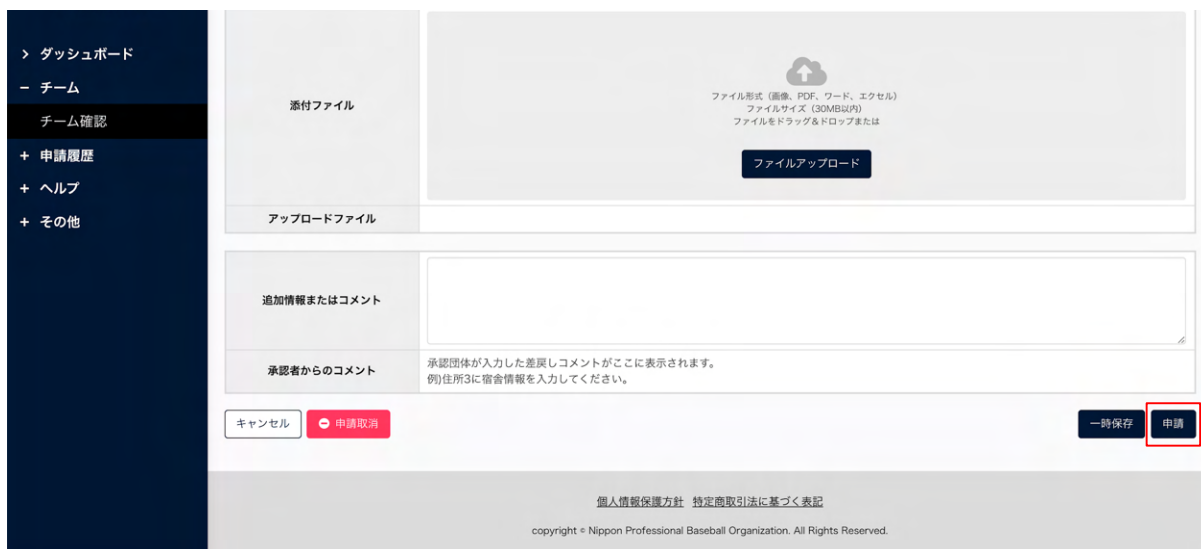 > ダッシュボード
− チーム
チーム確認
+ 申請履歴
+ ヘルプ
+ その他
添付ファイル
ファイル形式（画像、PDF、ワード、エクセル）
ファイルサイズ（30MB以内）
ファイルをドラッグ＆ドロップまたは
ファイルアップロード
アップロードファイル
追加情報またはコメント
承認者からのコメント
承認団体が入力した差戻しコメントがここに表示されます。
例)住所3に宿舎情報を入力してください。
キャンセル
申請取消
一時保存
申請
個人情報保護方針 特定商取引法に基づく表記
copyright © Nippon Professional Baseball Organization. All Rights Reserved.